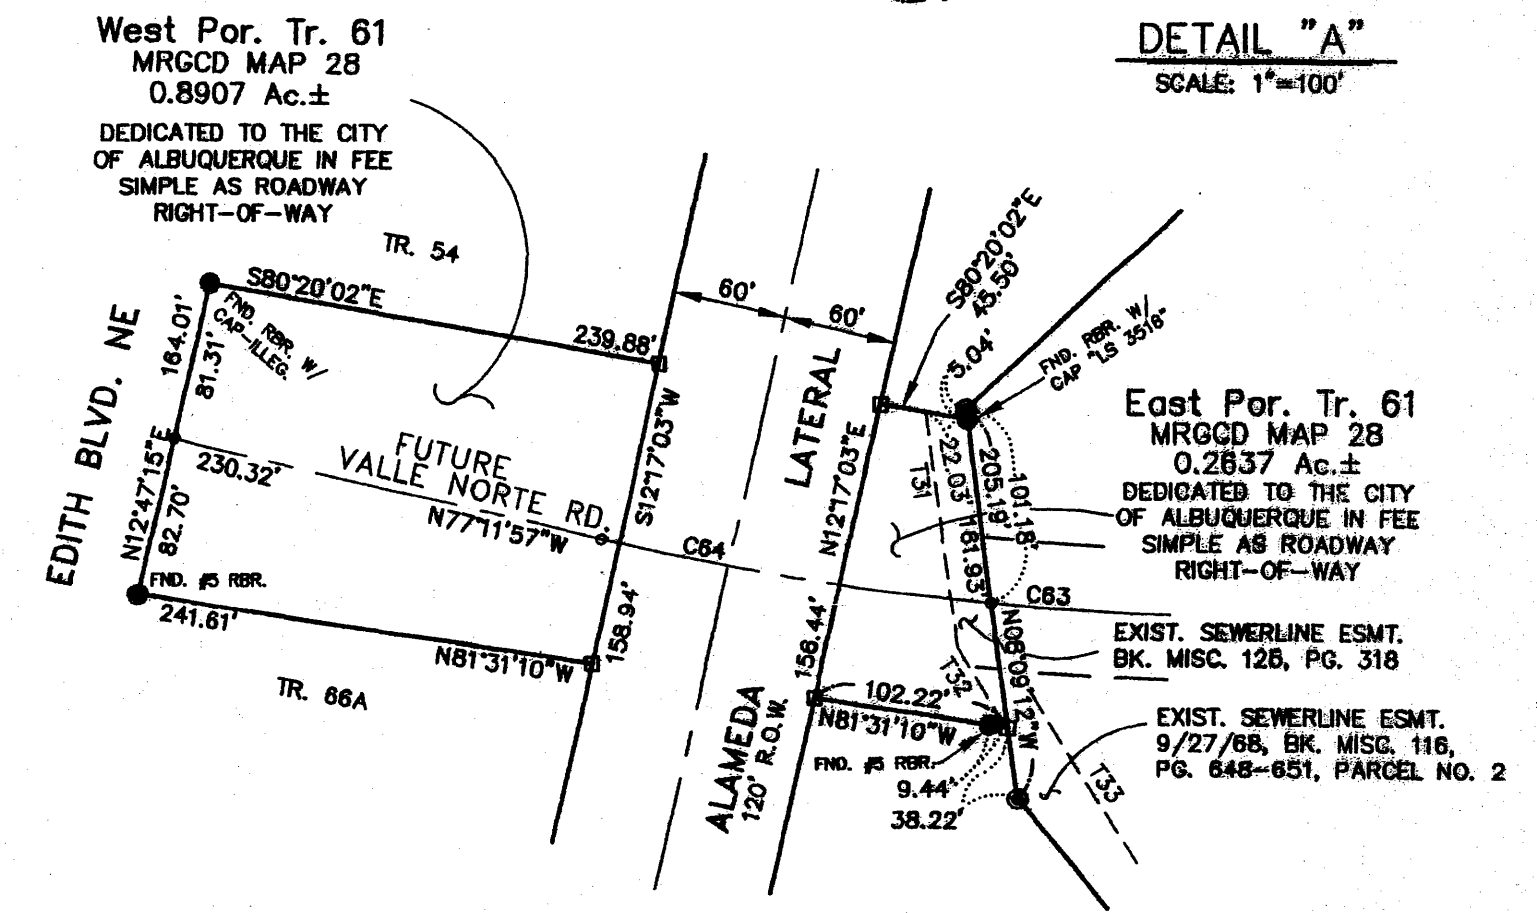 West Por. Tr. 61
MRGCD MAP 28
0.8907 Ac.±
DEDICATED TO THE CITY
OF ALBUQUERQUE IN FEE
SIMPLE AS ROADWAY
RIGHT-OF-WAY
DETAIL "A"
SCALE: 1"=100'
TR. 54
S80°20'02"E
239.88'
FND. RBR. W/
CAP-ILLEG.
164.01'
81.31'
EDITH BLVD. NE
N12°47'15"E
82.70'
230.32'
FUTURE
VALLE NORTE RD.
N77°11'57"W
S12°17'03"W
158.94'
FND. #5 RBR.
241.61'
N81°31'10"W
TR. 66A
60'
60'
LATERAL
ALAMEDA
120' R.O.W.
C64
N12°17'03"E
156.44'
S80°20'02"E
45.50'
5.04'
FND. RBR. W/
CAP "LS 3516"
T31
22.03'
205.19'
181.93'
101.18'
East Por. Tr. 61
MRGCD MAP 28
0.2637 Ac.±
DEDICATED TO THE CITY
OF ALBUQUERQUE IN FEE
SIMPLE AS ROADWAY
RIGHT-OF-WAY
C63
N06°09'12"W
EXIST. SEWERLINE ESMT.
BK. MISC. 125, PG. 318
T32
102.22'
N81°31'10"W
FND. #5 RBR.
9.44'
38.22'
T33
EXIST. SEWERLINE ESMT.
9/27/68, BK. MISC. 116,
PG. 648-651, PARCEL NO. 2